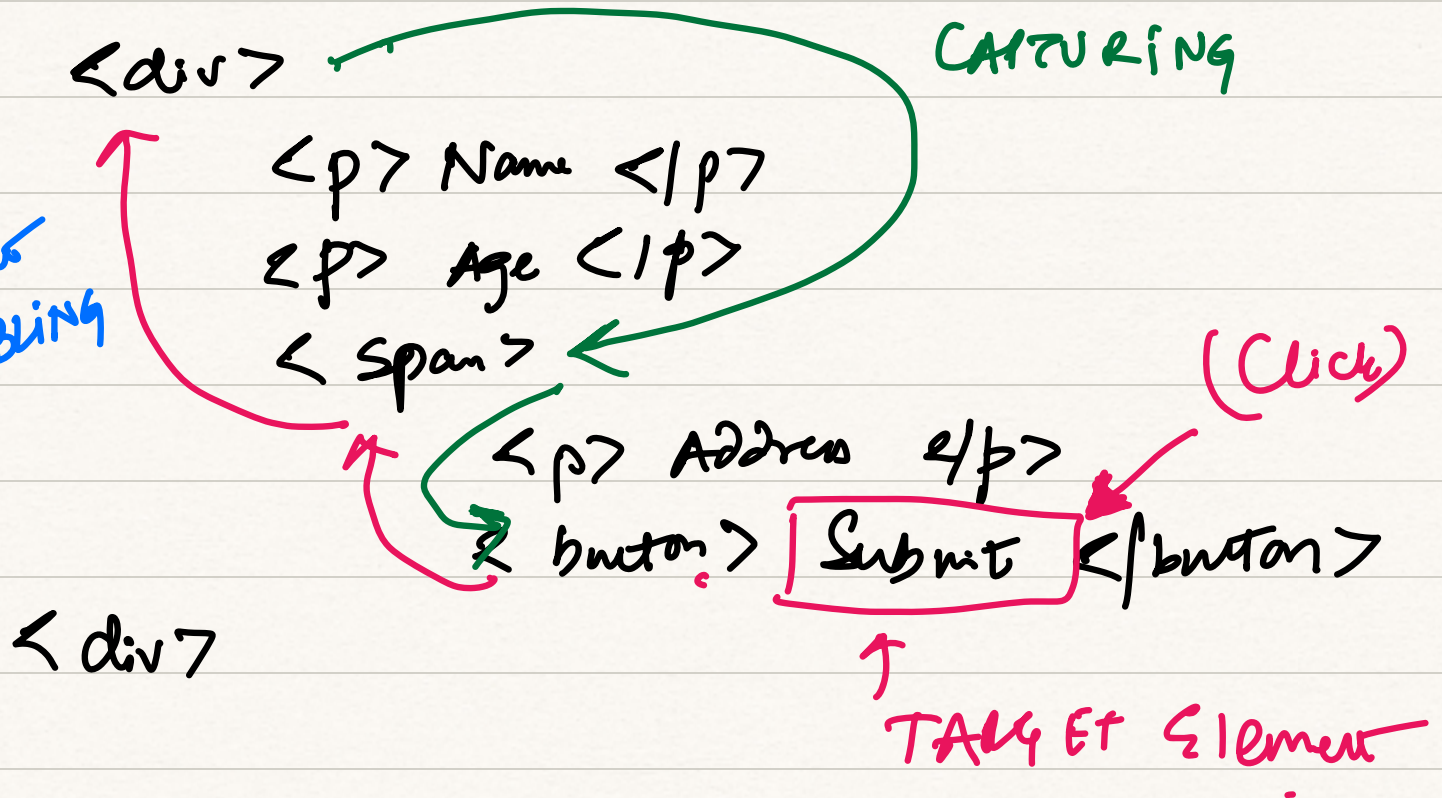 <div>
CAPTURING
<p> Name </p>
<p> Age </p>
BLING
<span>
(Click)
<p> Address </p>
<button> Submit </button>
<div>
TARGET Element